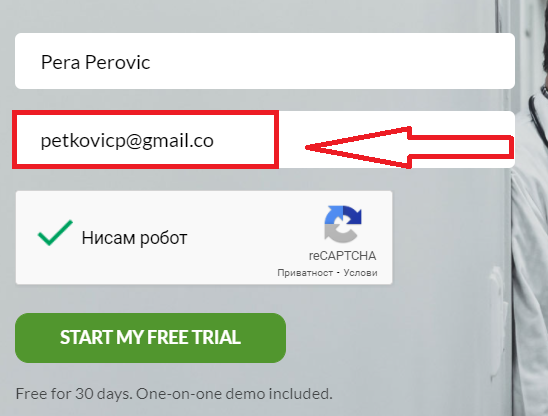 Pera Perovic
petkovicp@gmail.co
Нисам робот
reCAPTCHA
Приватност - Услови
START MY FREE TRIAL
Free for 30 days. One-on-one demo included.